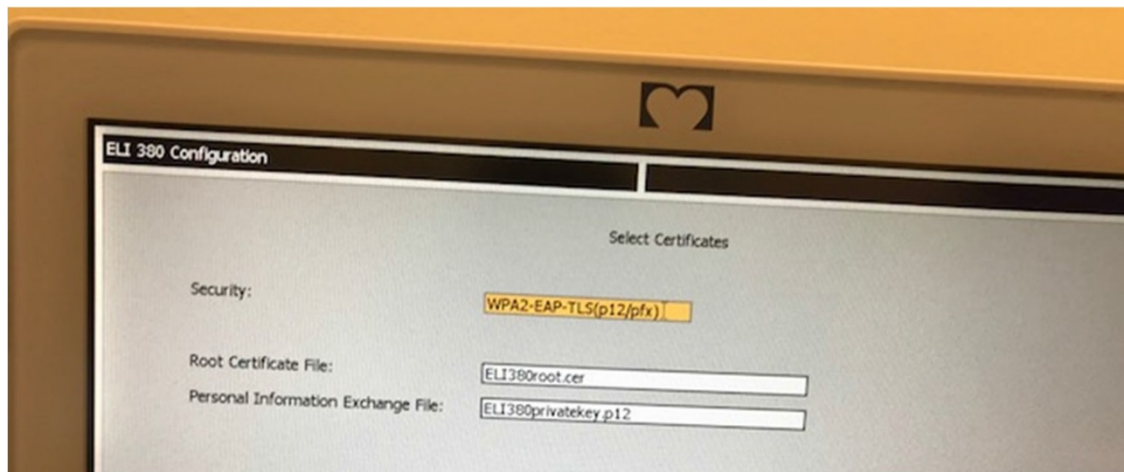 ELI 380 Configuration
Select Certificates
Security:
WPA2-EAP-TLS(p12/pfx)
Root Certificate File:
ELI380root.cer
Personal Information Exchange File:
ELI380privatekey.p12